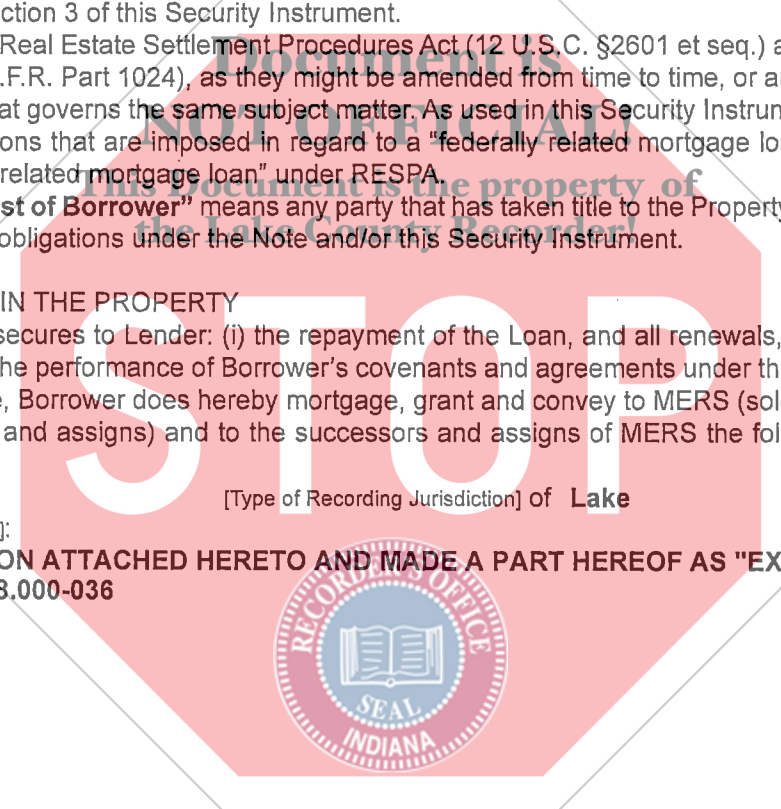 ction 3 of this Security Instrument.
Real Estate Settlement Procedures Act (12 U.S.C. §2601 et seq.) a
Document is
.F.R. Part 1024), as they might be amended from time to time, or a
at governs the same subject matter. As used in this Security Instrun
NOT OFFICIAL!
ons that are imposed in regard to a "federally related mortgage lo
related mortgage loan" under RESPA.
This Document is the property of
st of Borrower" means any party that has taken title to the Property
the Lake County Recorder!
obligations under the Note and/or this Security Instrument.
IN THE PROPERTY
secures to Lender: (i) the repayment of the Loan, and all renewals,
he performance of Borrower's covenants and agreements under th
e, Borrower does hereby mortgage, grant and convey to MERS (sol
and assigns) and to the successors and assigns of MERS the fol
STOP
[Type of Recording Jurisdiction] of Lake
]:
ON ATTACHED HERETO AND MADE A PART HEREOF AS "EX
8.000-036
RECORDER'S OFFICE
SEAL
INDIANA